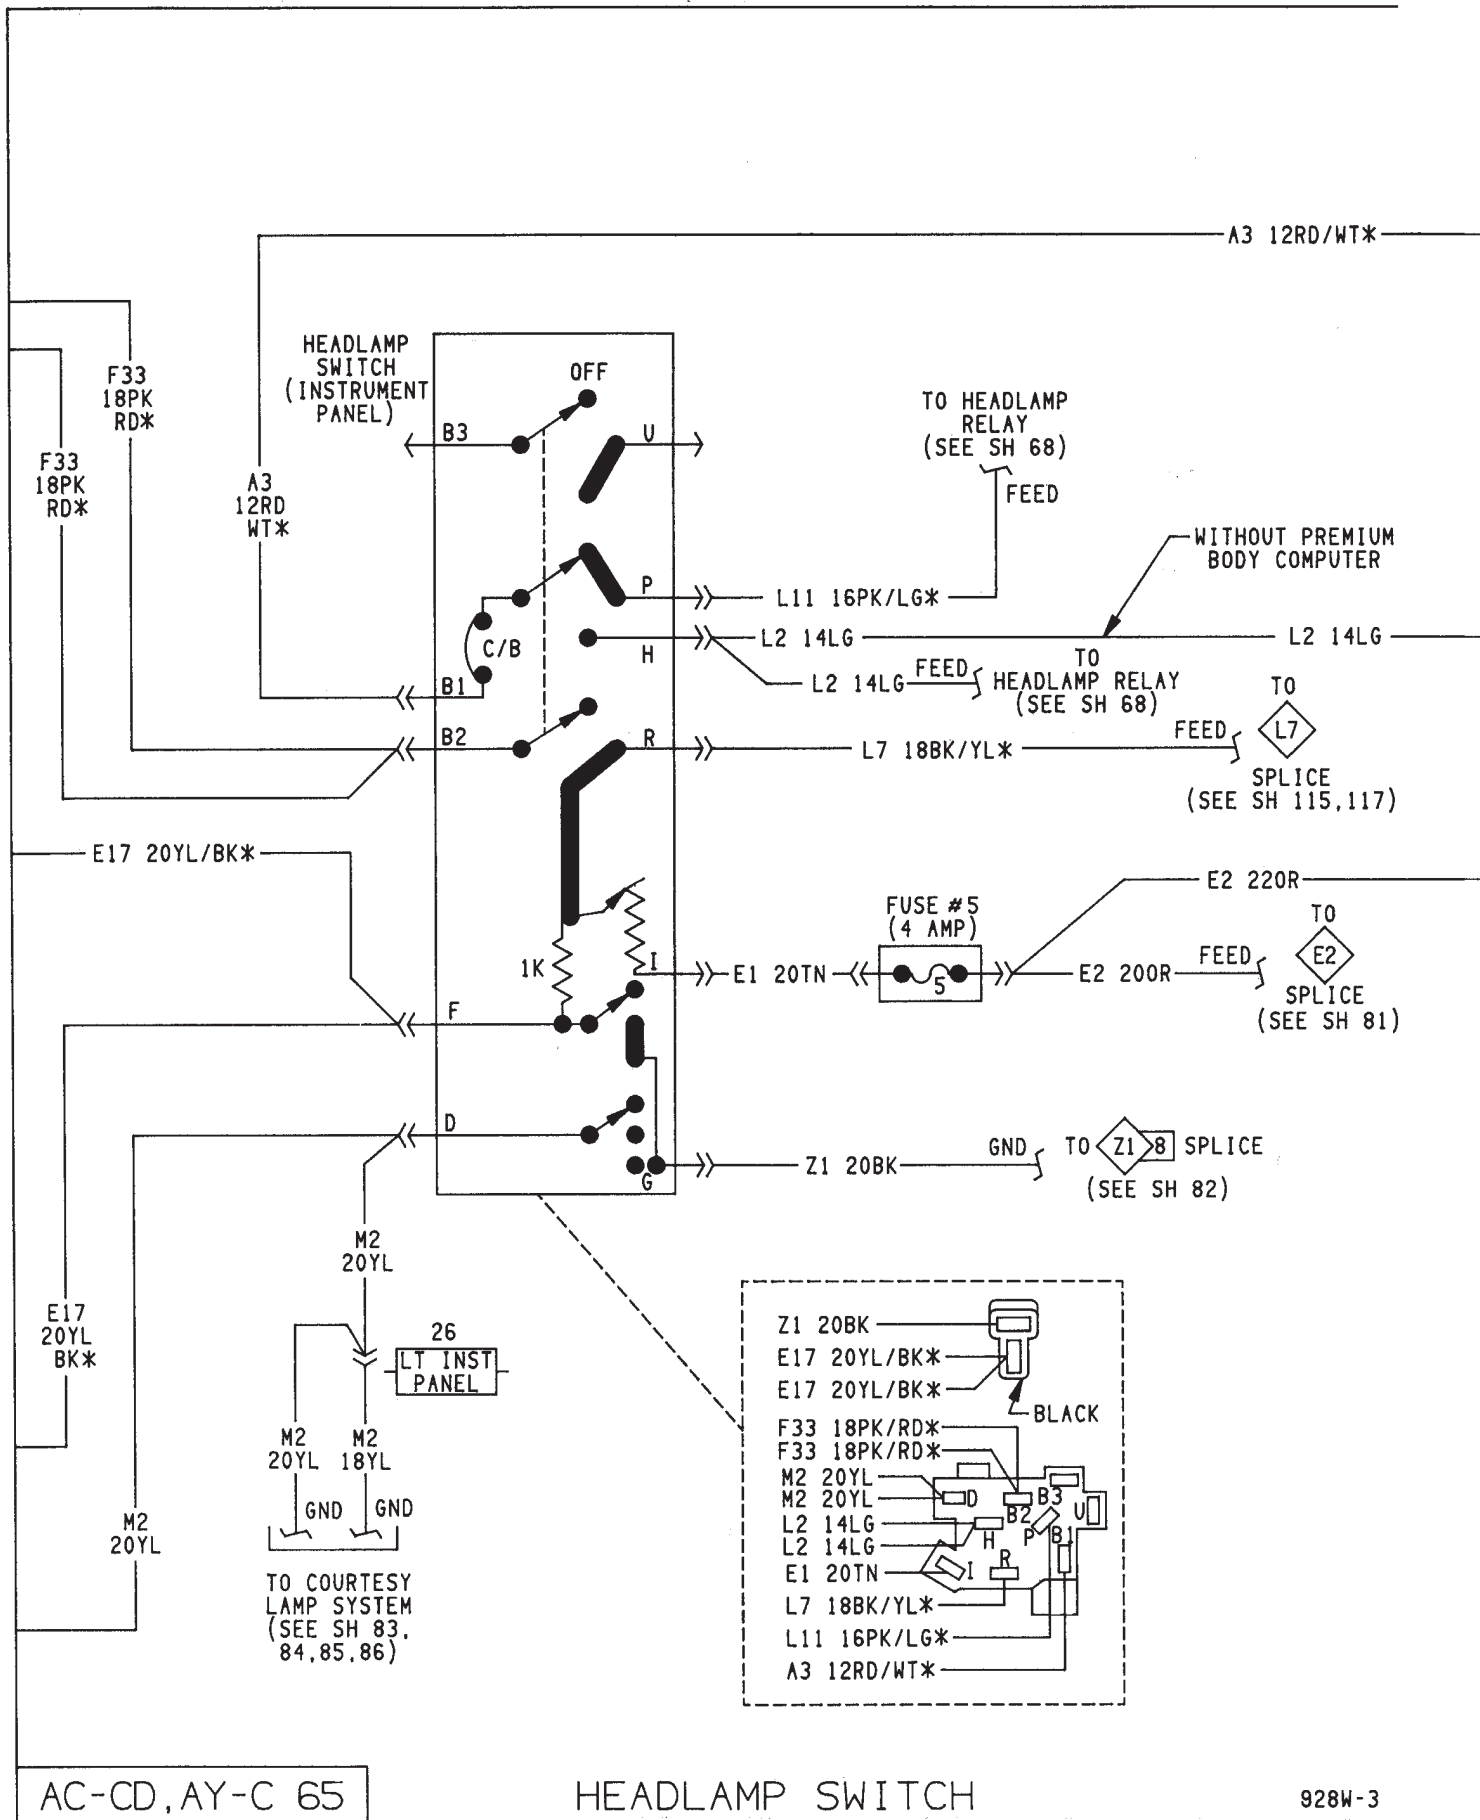 A3 12RD/WT*
HEADLAMP
SWITCH
(INSTRUMENT
PANEL)
OFF
F33
18PK
RD*
F33
18PK
RD*
A3
12RD
WT*
B3
U
TO HEADLAMP
RELAY
(SEE SH 68)
FEED
WITHOUT PREMIUM
BODY COMPUTER
P
L11 16PK/LG*
C/B
H
L2 14LG
L2 14LG
L2 14LG
FEED
TO
HEADLAMP RELAY
(SEE SH 68)
B1
B2
R
L7 18BK/YL*
FEED
TO
L7
SPLICE
(SEE SH 115,117)
E17 20YL/BK*
E2 22OR
FUSE #5
(4 AMP)
5
TO
E2
SPLICE
(SEE SH 81)
1K
I
E1 20TN
E2 20OR
FEED
F
D
G
Z1 20BK
GND
TO
Z1
8
SPLICE
(SEE SH 82)
M2
20YL
E17
20YL
BK*
26
LT INST
PANEL
M2
20YL
M2
18YL
GND
GND
M2
20YL
TO COURTESY
LAMP SYSTEM
(SEE SH 83,
84,85,86)
Z1 20BK
E17 20YL/BK*
E17 20YL/BK*
BLACK
F33 18PK/RD*
F33 18PK/RD*
M2 20YL
M2 20YL
L2 14LG
L2 14LG
E1 20TN
L7 18BK/YL*
L11 16PK/LG*
A3 12RD/WT*
D
B2
B3
U
H
P
B1
I
R
AC-CD,AY-C 65
HEADLAMP SWITCH
928W-3